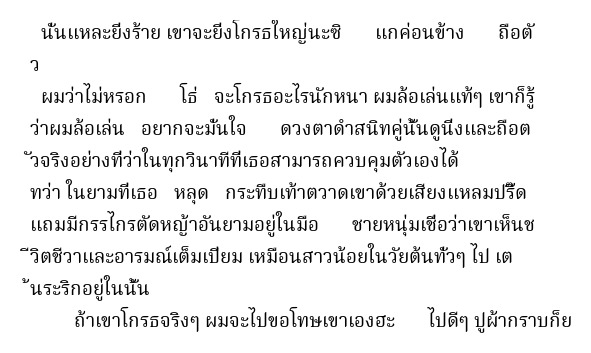 นั่นแหละยิ่งร้าย เขาจะยิ่งโกรธใหญ่นะซิ แกค่อนข้าง ถือตั
ว
ผมว่าไม่หรอก โธ่ จะโกรธอะไรนักหนา ผมล้อเล่นแท้ๆ เขาก็รู้
ว่าผมล้อเล่น อยากจะมั่นใจ ดวงตาดำสนิทคู่นั้นดูนิ่งและถือต
ัวจริงอย่างที่ว่าในทุกวินาทีที่เธอสามารถควบคุมตัวเองได้
ทว่า ในยามที่เธอ หลุด กระทืบเท้าตวาดเขาด้วยเสียงแหลมปรี๊ด
แถมมีกรรไกรตัดหญ้าอันยามอยู่ในมือ ชายหนุ่มเชื่อว่าเขาเห็นช
ีวิตชีวาและอารมณ์เต็มเปี่ยม เหมือนสาวน้อยในวัยต้นทั่วๆ ไป เต
้นระริกอยู่ในนั้น
ถ้าเขาโกรธจริงๆ ผมจะไปขอโทษเขาเองฮะ ไปดีๆ ปูผ้ากราบก็ย